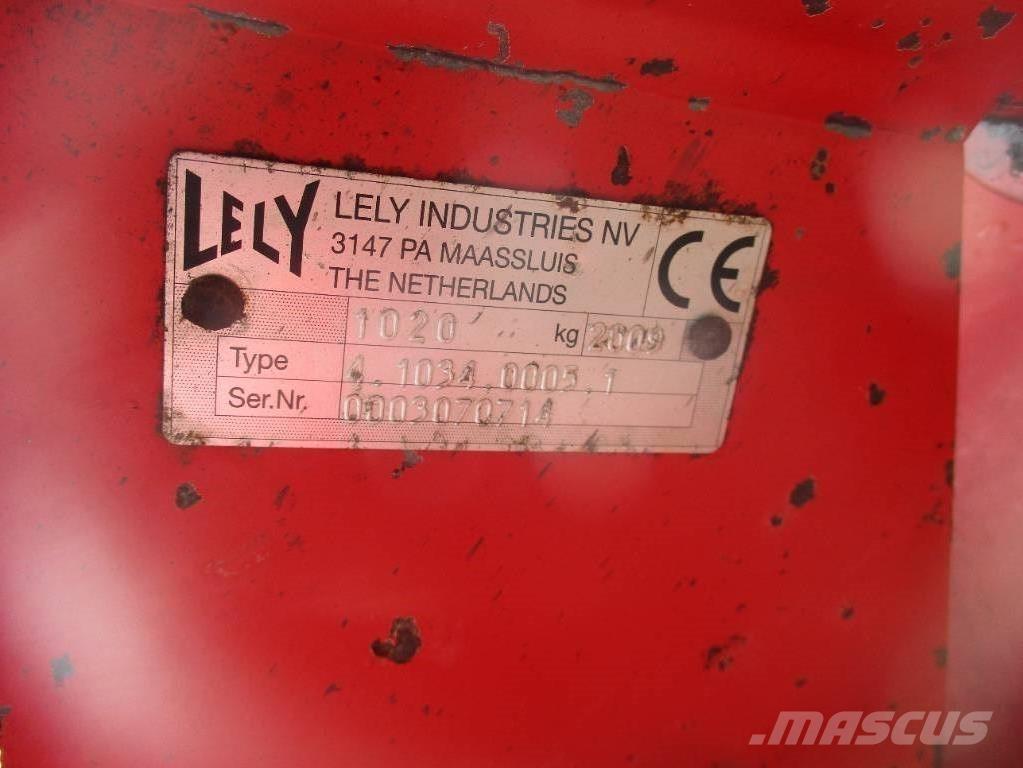 LELY
LELY INDUSTRIES NV
3147 PA MAASSLUIS
THE NETHERLANDS
CE
1020 kg 2009
Type 4.1034.0005.1
Ser.Nr. 0003070714
MASCUS